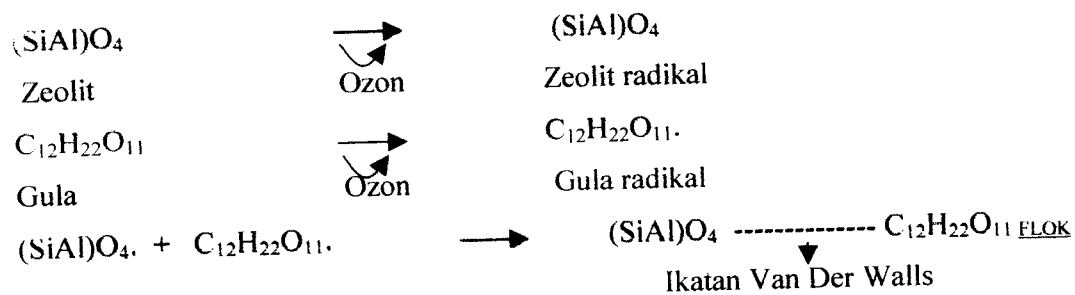 (SiAl)O₄ (SiAl)O₄
Ozon
Zeolit Zeolit radikal
C₁₂H₂₂O₁₁ C₁₂H₂₂O₁₁.
Ozon
Gula Gula radikal
(SiAl)O₄. + C₁₂H₂₂O₁₁. (SiAl)O₄ -------------- C₁₂H₂₂O₁₁ FLOK
Ikatan Van Der Walls